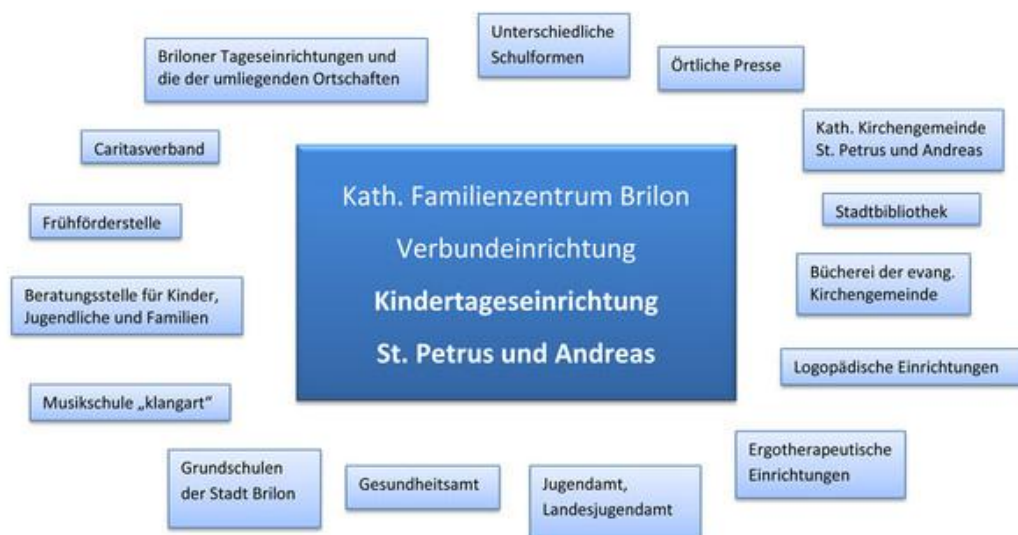 Unterschiedliche
Schulformen
Briloner Tageseinrichtungen und
die der umliegenden Ortschaften
Örtliche Presse
Kath. Kirchengemeinde
St. Petrus und Andreas
Caritasverband
Kath. Familienzentrum Brilon
Verbundeinrichtung
Kindertageseinrichtung
St. Petrus und Andreas
Stadtbibliothek
Frühförderstelle
Bücherei der evang.
Kirchengemeinde
Beratungsstelle für Kinder,
Jugendliche und Familien
Logopädische Einrichtungen
Musikschule „klangart“
Ergotherapeutische
Einrichtungen
Grundschulen
der Stadt Brilon
Gesundheitsamt
Jugendamt,
Landesjugendamt